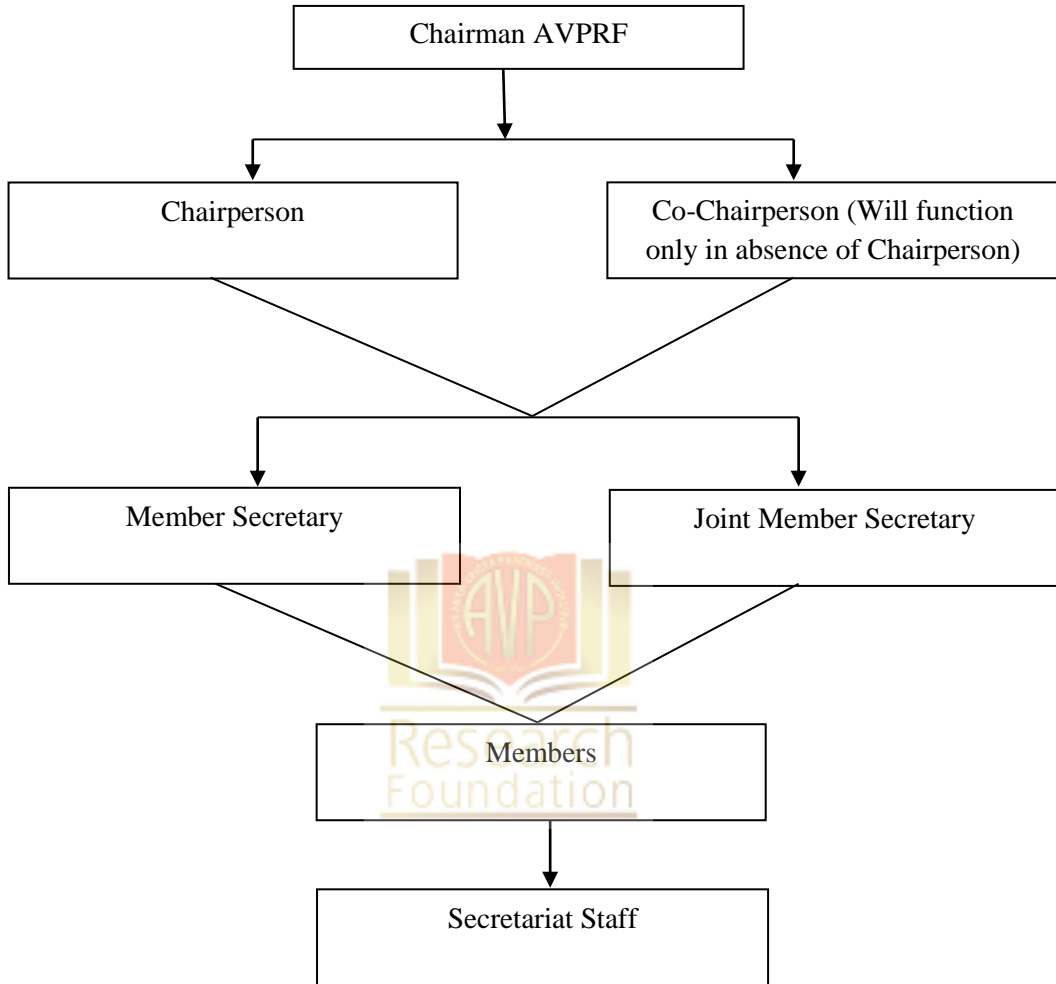 Chairman AVPRF
Chairperson
Co-Chairperson (Will function
only in absence of Chairperson)
Member Secretary
Joint Member Secretary
AVP
Research
Foundation
Members
Secretariat Staff